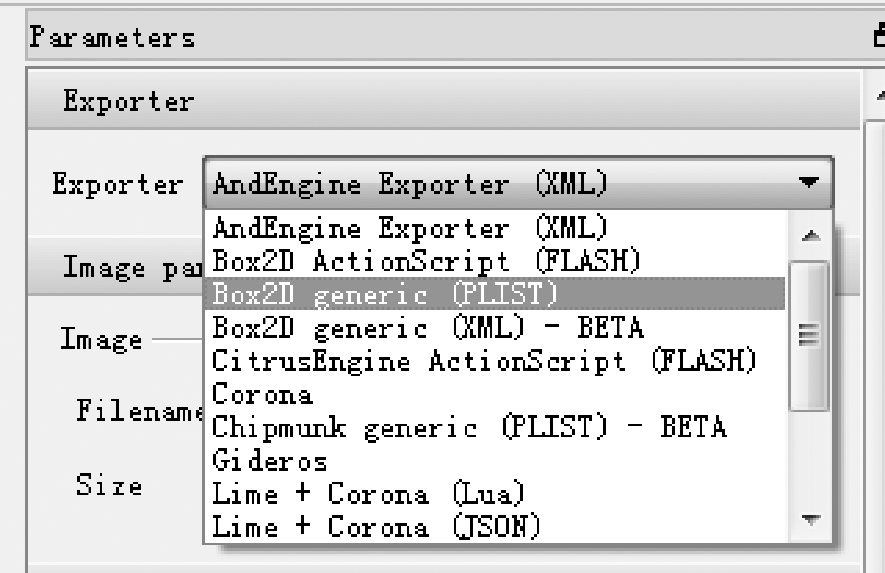 Parameters
Exporter
Exporter AndEngine Exporter (XML)
AndEngine Exporter (XML)
Image par
Box2D ActionScript (FLASH)
Box2D generic (PLIST)
Image
Box2D generic (XML) - BETA
CitrusEngine ActionScript (FLASH)
Corona
Filename
Chipmunk generic (PLIST) - BETA
Gideros
Size
Lime + Corona (Lua)
Lime + Corona (JSON)